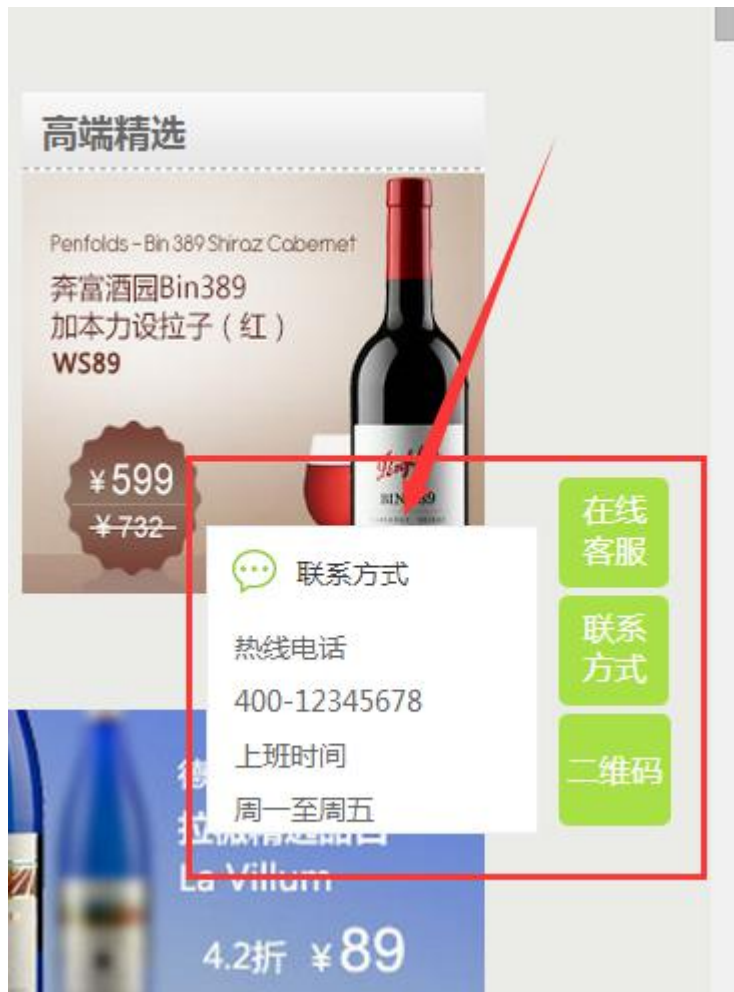 高端精选
Penfolds - Bin 389 Shiraz Cabernet
奔富酒园Bin389
加本力设拉子（红）
WS89
¥599
¥732
在线
客服
联系方式
热线电话
400-12345678
上班时间
周一至周五
联系
方式
二维码
La Villum
4.2折 ¥89